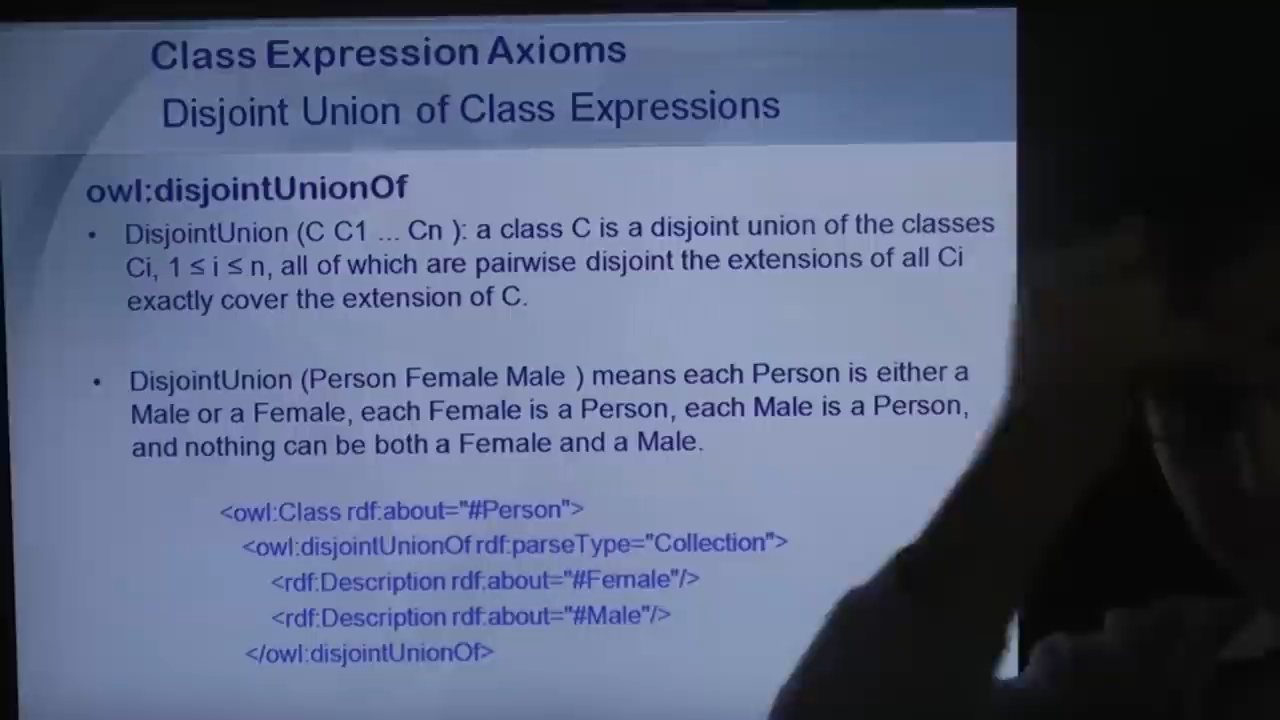 Class Expression Axioms
Disjoint Union of Class Expressions
owl:disjointUnionOf
• DisjointUnion (C C1 ... Cn ): a class C is a disjoint union of the classes
Ci, 1 ≤ i ≤ n, all of which are pairwise disjoint the extensions of all Ci
exactly cover the extension of C.
• DisjointUnion (Person Female Male ) means each Person is either a
Male or a Female, each Female is a Person, each Male is a Person,
and nothing can be both a Female and a Male.
<owl:Class rdf:about="#Person">
<owl:disjointUnionOf rdf:parseType="Collection">
<rdf:Description rdf:about="#Female"/>
<rdf:Description rdf:about="#Male"/>
</owl:disjointUnionOf>